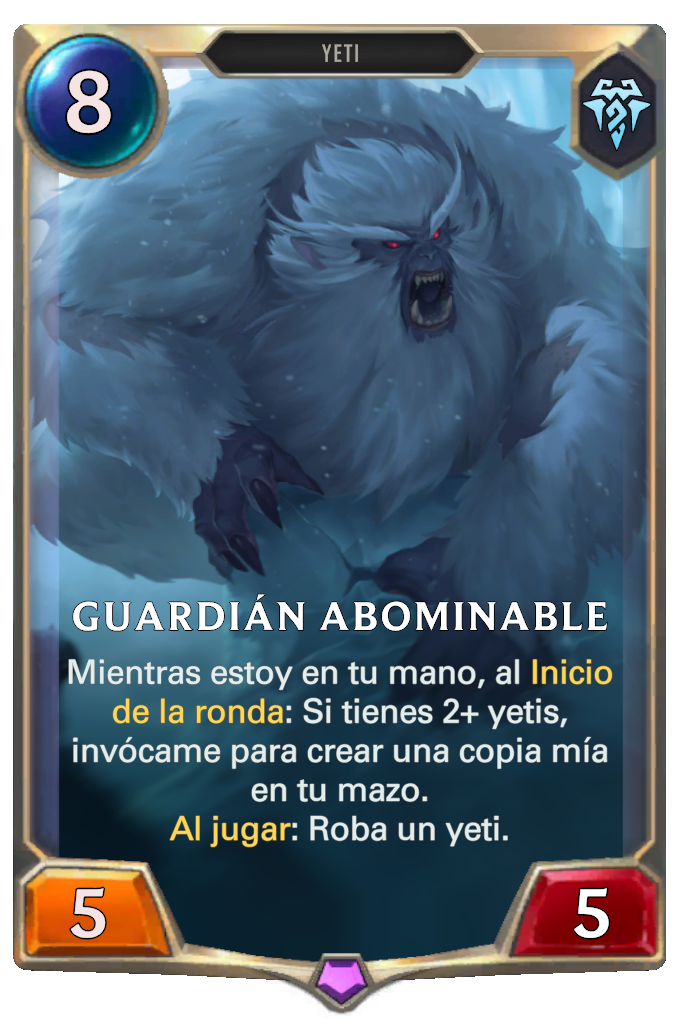 8
YETI
GUARDIÁN ABOMINABLE
Mientras estoy en tu mano, al Inicio
de la ronda: Si tienes 2+ yetis,
invócame para crear una copia mía
en tu mazo.
Al jugar: Roba un yeti.
5
5